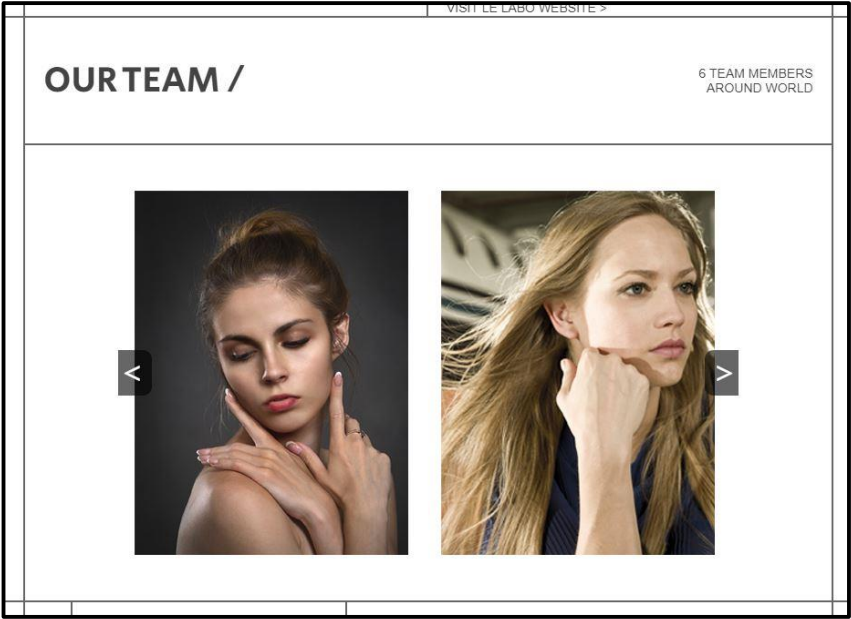 VISIT LE LABO WEBSITE >
OUR TEAM /
6 TEAM MEMBERS
AROUND WORLD
<
>